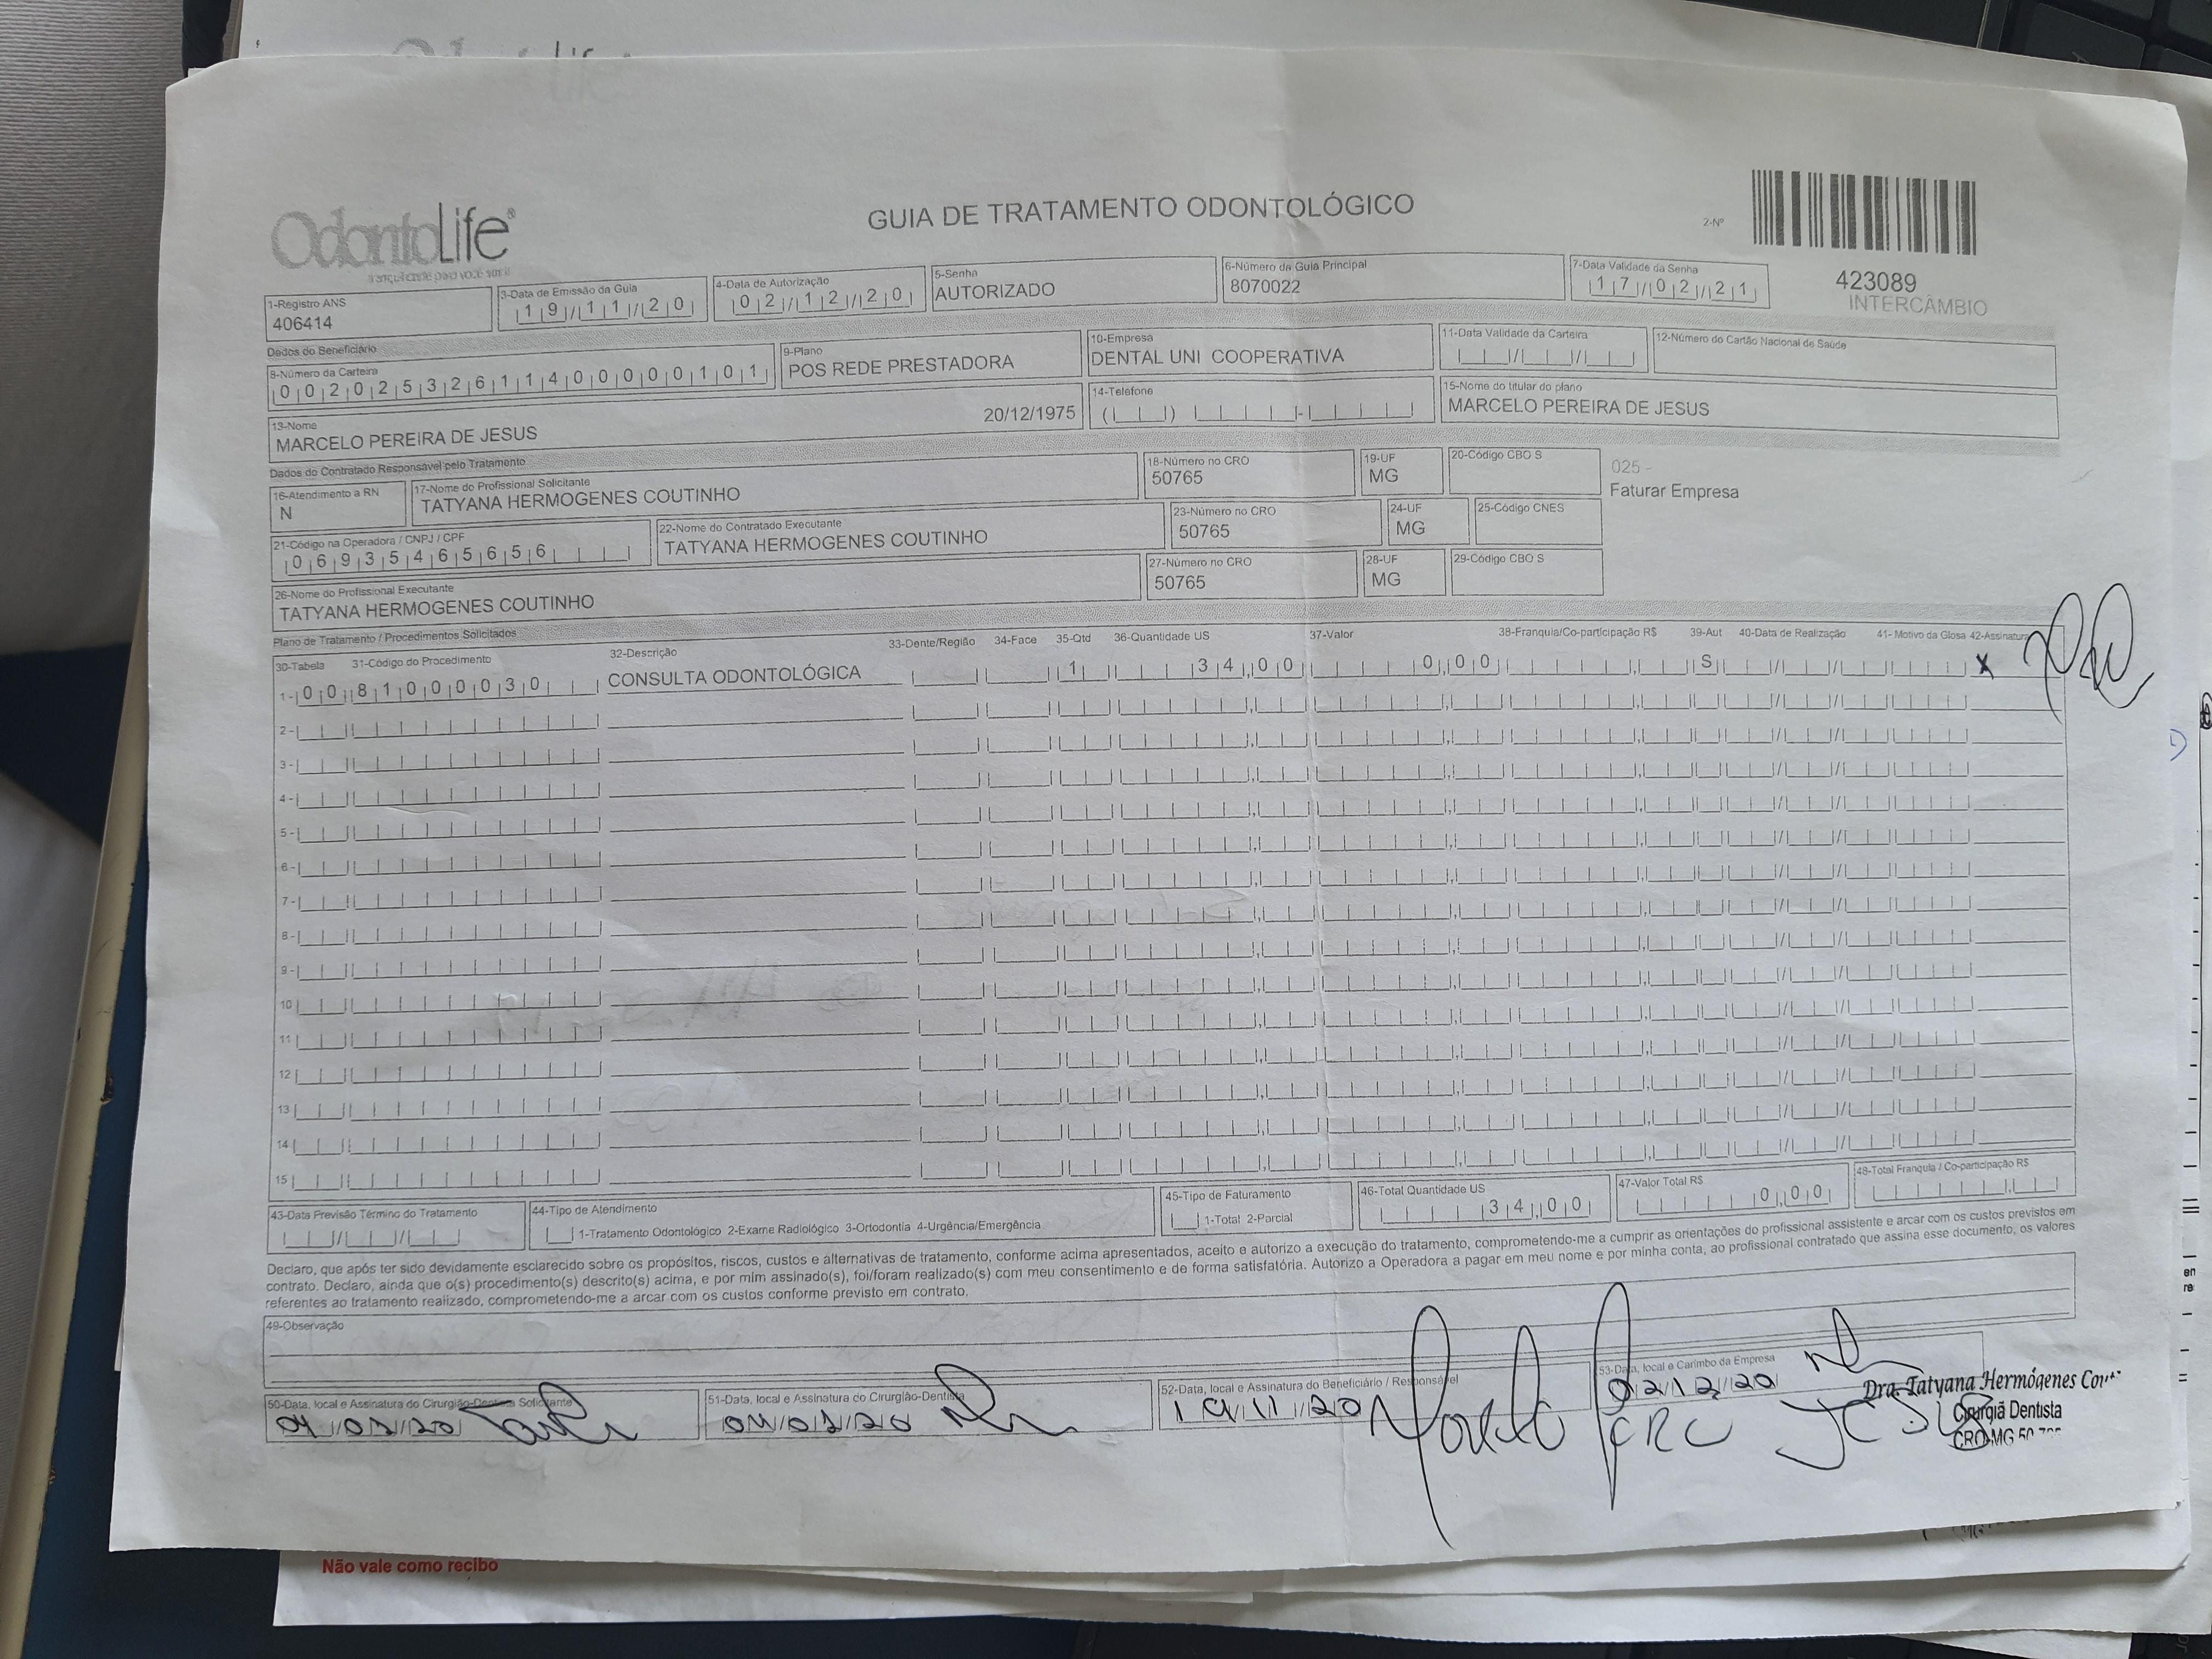 OdontoLife®
GUIA DE TRATAMENTO ODONTOLÓGICO
2-Nº
423089
INTERCÂMBIO
1-Registro ANS
406414
3-Data de Emissão da Guia
19/11/20
4-Data de Autorização
02/12/20
5-Senha
AUTORIZADO
6-Número da Guia Principal
8070022
7-Data Validade da Senha
17/02/21
Dados do Beneficiário
8-Número da Carteira
00202532611400000101
9-Plano
POS REDE PRESTADORA
10-Empresa
DENTAL UNI COOPERATIVA
11-Data Validade da Carteira
12-Número do Cartão Nacional de Saúde
13-Nome
MARCELO PEREIRA DE JESUS
20/12/1975
14-Telefone
15-Nome do titular do plano
MARCELO PEREIRA DE JESUS
Dados do Contratado Responsável pelo Tratamento
16-Atendimento a RN
N
17-Nome do Profissional Solicitante
TATYANA HERMOGENES COUTINHO
18-Número no CRO
50765
19-UF
MG
20-Código CBO S
025 -
Faturar Empresa
21-Código na Operadora / CNPJ / CPF
06935465656
22-Nome do Contratado Executante
TATYANA HERMOGENES COUTINHO
23-Número no CRO
50765
24-UF
MG
25-Código CNES
26-Nome do Profissional Executante
TATYANA HERMOGENES COUTINHO
27-Número no CRO
50765
28-UF
MG
29-Código CBO S
Plano de Tratamento / Procedimentos Solicitados
30-Tabela 31-Código do Procedimento 32-Descrição 33-Dente/Região 34-Face 35-Qtd 36-Quantidade US 37-Valor 38-Franquia/Co-participação R$ 39-Aut 40-Data de Realização 41- Motivo da Glosa 42-Assinatura
1- 00 81000030 CONSULTA ODONTOLÓGICA 1 34,00 0,00 S X
2-
3-
4-
5-
6-
7-
8-
9-
10
11
12
13
14
15
43-Data Previsão Término do Tratamento
44-Tipo de Atendimento
1-Tratamento Odontológico 2-Exame Radiológico 3-Ortodontia 4-Urgência/Emergência
45-Tipo de Faturamento
1-Total 2-Parcial
46-Total Quantidade US
34,00
47-Valor Total R$
0,00
48-Total Franquia / Co-participação R$
Declaro, que após ter sido devidamente esclarecido sobre os propósitos, riscos, custos e alternativas de tratamento, conforme acima apresentados, aceito e autorizo a execução do tratamento, comprometendo-me a cumprir as orientações do profissional assistente e arcar com os custos previstos em
contrato. Declaro, ainda que o(s) procedimento(s) descrito(s) acima, e por mim assinado(s), foi/foram realizado(s) com meu consentimento e de forma satisfatória. Autorizo a Operadora a pagar em meu nome e por minha conta, ao profissional contratado que assina esse documento, os valores
referentes ao tratamento realizado, comprometendo-me a arcar com os custos conforme previsto em contrato.
49-Observação
50-Data, local e Assinatura do Cirurgião-Dentista Solicitante
51-Data, local e Assinatura do Cirurgião-Dentista
52-Data, local e Assinatura do Beneficiário / Responsável
19/11/20
53-Data, local e Carimbo da Empresa
02/12/20
Dra. Tatyana Hermógenes
Cirurgiã Dentista
CRO-MG
Não vale como recibo